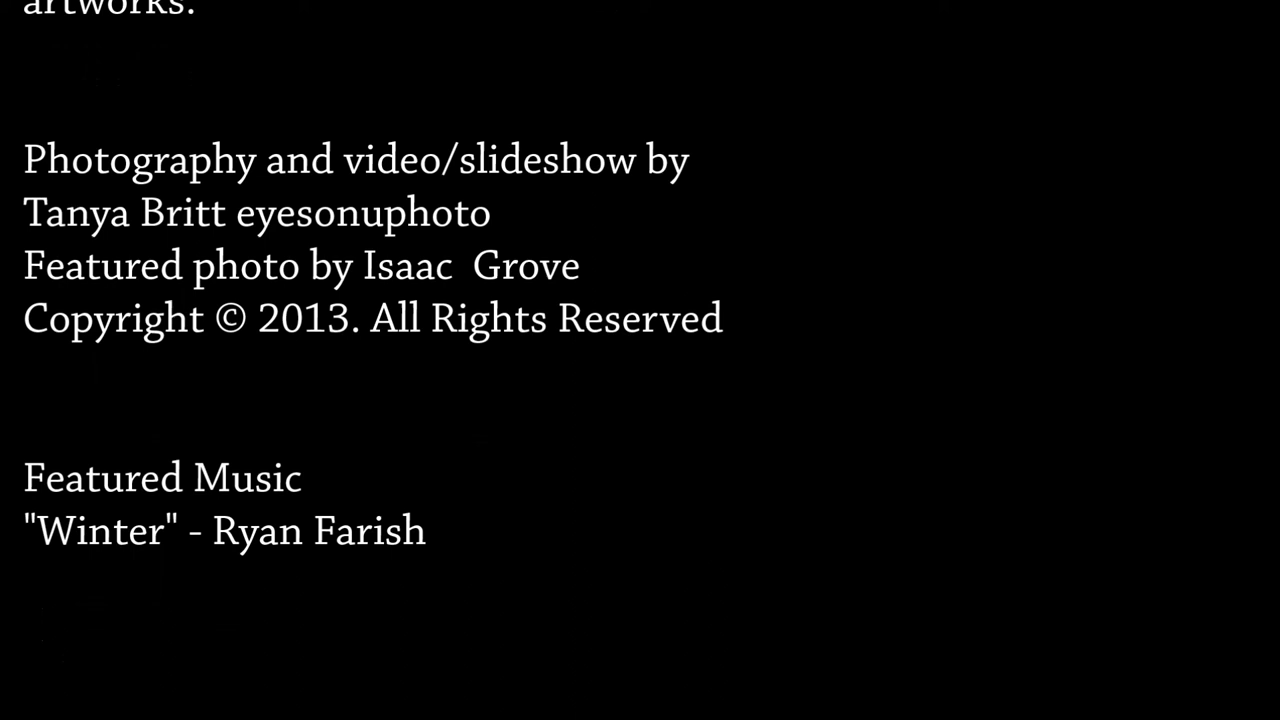 artworks.
Photography and video/slideshow by
Tanya Britt eyesonuphoto
Featured photo by Isaac  Grove
Copyright © 2013. All Rights Reserved
Featured Music
"Winter" - Ryan Farish